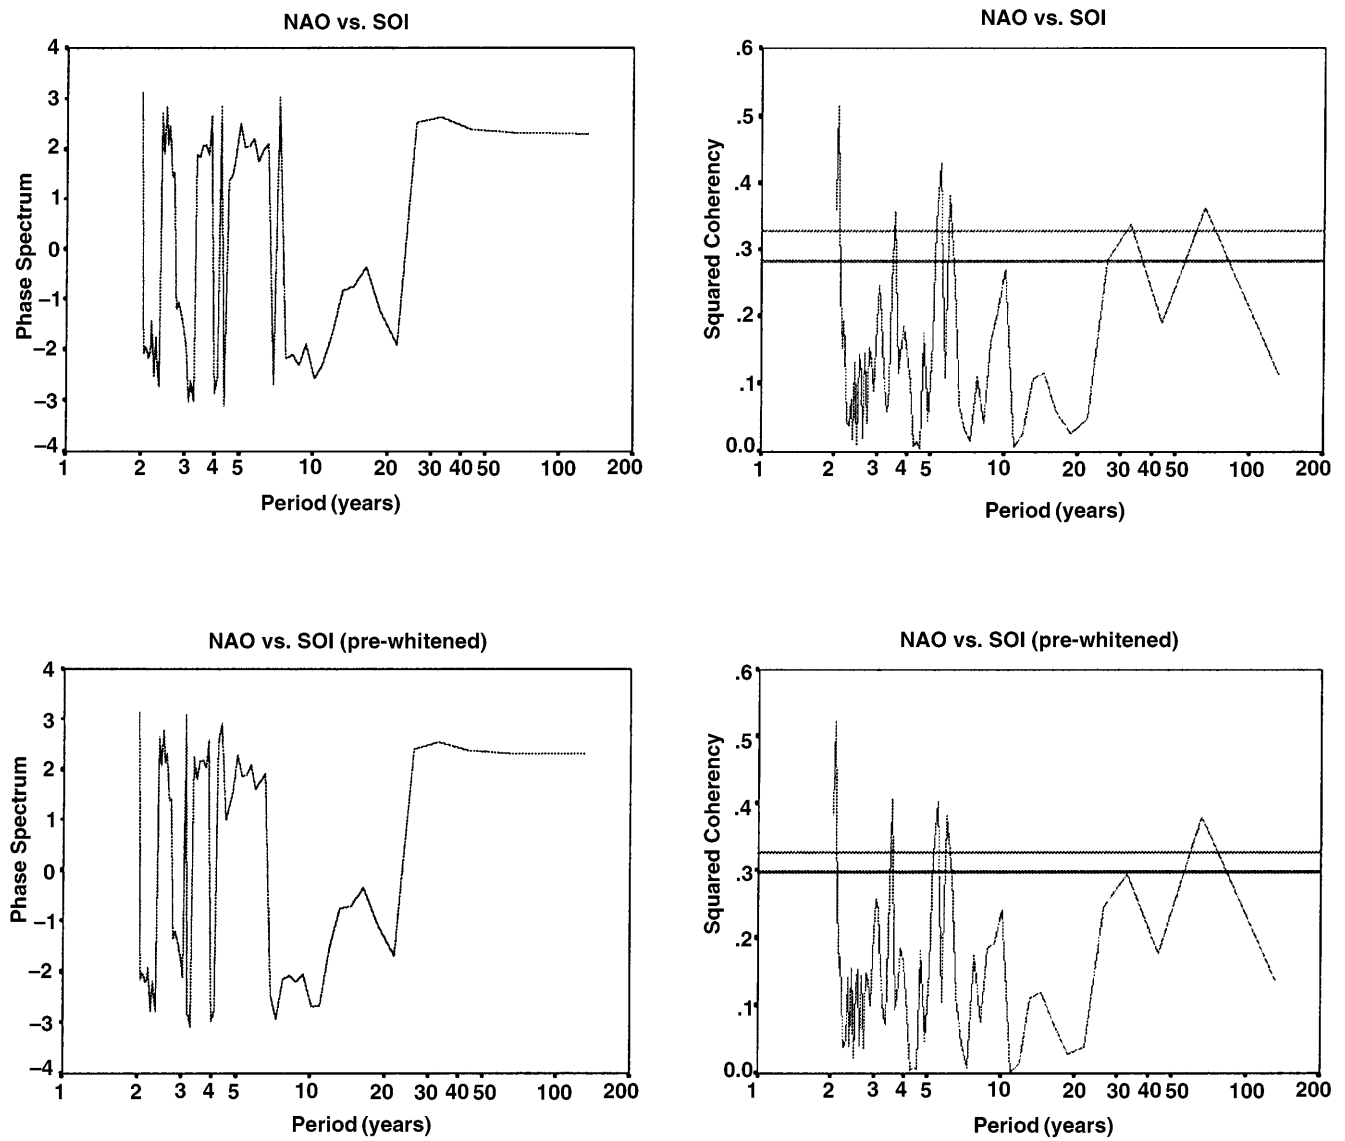 NAO vs. SOI
4
3
2
1
0
–1
–2
–3
–4
Phase Spectrum
1 2 3 4 5 10 20 30 40 50 100 200
Period (years)
NAO vs. SOI
.6
.5
.4
.3
.2
.1
0.0
Squared Coherency
1 2 3 4 5 10 20 30 40 50 100 200
Period (years)
NAO vs. SOI (pre-whitened)
4
3
2
1
0
–1
–2
–3
–4
Phase Spectrum
1 2 3 4 5 10 20 30 40 50 100 200
Period (years)
NAO vs. SOI (pre-whitened)
.6
.5
.4
.3
.2
.1
0.0
Squared Coherency
1 2 3 4 5 10 20 30 40 50 100 200
Period (years)